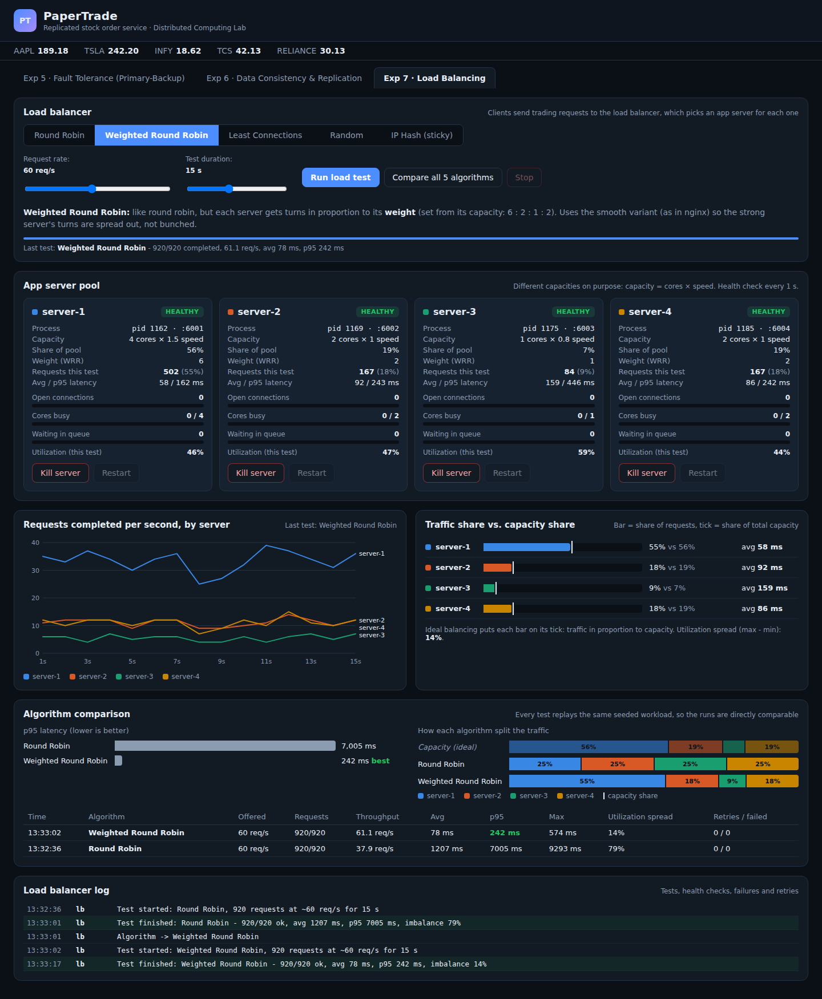 PT
PaperTrade
Replicated stock order service · Distributed Computing Lab
AAPL 189.18 TSLA 242.20 INFY 18.62 TCS 42.13 RELIANCE 30.13
Exp 5 · Fault Tolerance (Primary-Backup) Exp 6 · Data Consistency & Replication Exp 7 · Load Balancing
Load balancer
Clients send trading requests to the load balancer, which picks an app server for each one
Round Robin Weighted Round Robin Least Connections Random IP Hash (sticky)
Request rate: Test duration:
60 req/s 15 s
Run load test Compare all 5 algorithms Stop
Weighted Round Robin: like round robin, but each server gets turns in proportion to its weight (set from its capacity: 6 : 2 : 1 : 2). Uses the smooth variant (as in nginx) so the strong
server's turns are spread out, not bunched.
Last test: Weighted Round Robin - 920/920 completed, 61.1 req/s, avg 78 ms, p95 242 ms
App server pool
Different capacities on purpose: capacity = cores × speed. Health check every 1 s.
server-1 HEALTHY
Process pid 1162 · :6001
Capacity 4 cores × 1.5 speed
Share of pool 56%
Weight (WRR) 6
Requests this test 502 (55%)
Avg / p95 latency 58 / 162 ms
Open connections 0
Cores busy 0 / 4
Waiting in queue 0
Utilization (this test) 46%
Kill server Restart
server-2 HEALTHY
Process pid 1169 · :6002
Capacity 2 cores × 1 speed
Share of pool 19%
Weight (WRR) 2
Requests this test 167 (18%)
Avg / p95 latency 92 / 243 ms
Open connections 0
Cores busy 0 / 2
Waiting in queue 0
Utilization (this test) 47%
Kill server Restart
server-3 HEALTHY
Process pid 1175 · :6003
Capacity 1 cores × 0.8 speed
Share of pool 7%
Weight (WRR) 1
Requests this test 84 (9%)
Avg / p95 latency 159 / 446 ms
Open connections 0
Cores busy 0 / 1
Waiting in queue 0
Utilization (this test) 59%
Kill server Restart
server-4 HEALTHY
Process pid 1185 · :6004
Capacity 2 cores × 1 speed
Share of pool 19%
Weight (WRR) 2
Requests this test 167 (18%)
Avg / p95 latency 86 / 242 ms
Open connections 0
Cores busy 0 / 2
Waiting in queue 0
Utilization (this test) 44%
Kill server Restart
Requests completed per second, by server
Last test: Weighted Round Robin
40
30
20
10
0
server-1
server-2
server-4
server-3
1s 3s 5s 7s 9s 11s 13s 15s
server-1 server-2 server-3 server-4
Traffic share vs. capacity share
Bar = share of requests, tick = share of total capacity
server-1 55% vs 56% avg 58 ms
server-2 18% vs 19% avg 92 ms
server-3 9% vs 7% avg 159 ms
server-4 18% vs 19% avg 86 ms
Ideal balancing puts each bar on its tick: traffic in proportion to capacity. Utilization spread (max - min):
14%.
Algorithm comparison
Every test replays the same seeded workload, so the runs are directly comparable
p95 latency (lower is better)
Round Robin 7,005 ms
Weighted Round Robin 242 ms best
How each algorithm split the traffic
Capacity (ideal) 56% 19% 19%
Round Robin 25% 25% 25% 25%
Weighted Round Robin 55% 18% 9% 18%
server-1 server-2 server-3 server-4 capacity share
Time Algorithm Offered Requests Throughput Avg p95 Max Utilization spread Retries / failed
13:33:02 Weighted Round Robin 60 req/s 920/920 61.1 req/s 78 ms 242 ms 574 ms 14% 0 / 0
13:32:36 Round Robin 60 req/s 920/920 37.9 req/s 1207 ms 7005 ms 9293 ms 79% 0 / 0
Load balancer log
Tests, health checks, failures and retries
13:32:36 lb Test started: Round Robin, 920 requests at ~60 req/s for 15 s
13:33:01 lb Test finished: Round Robin - 920/920 ok, avg 1207 ms, p95 7005 ms, imbalance 79%
13:33:01 lb Algorithm -> Weighted Round Robin
13:33:02 lb Test started: Weighted Round Robin, 920 requests at ~60 req/s for 15 s
13:33:17 lb Test finished: Weighted Round Robin - 920/920 ok, avg 78 ms, p95 242 ms, imbalance 14%